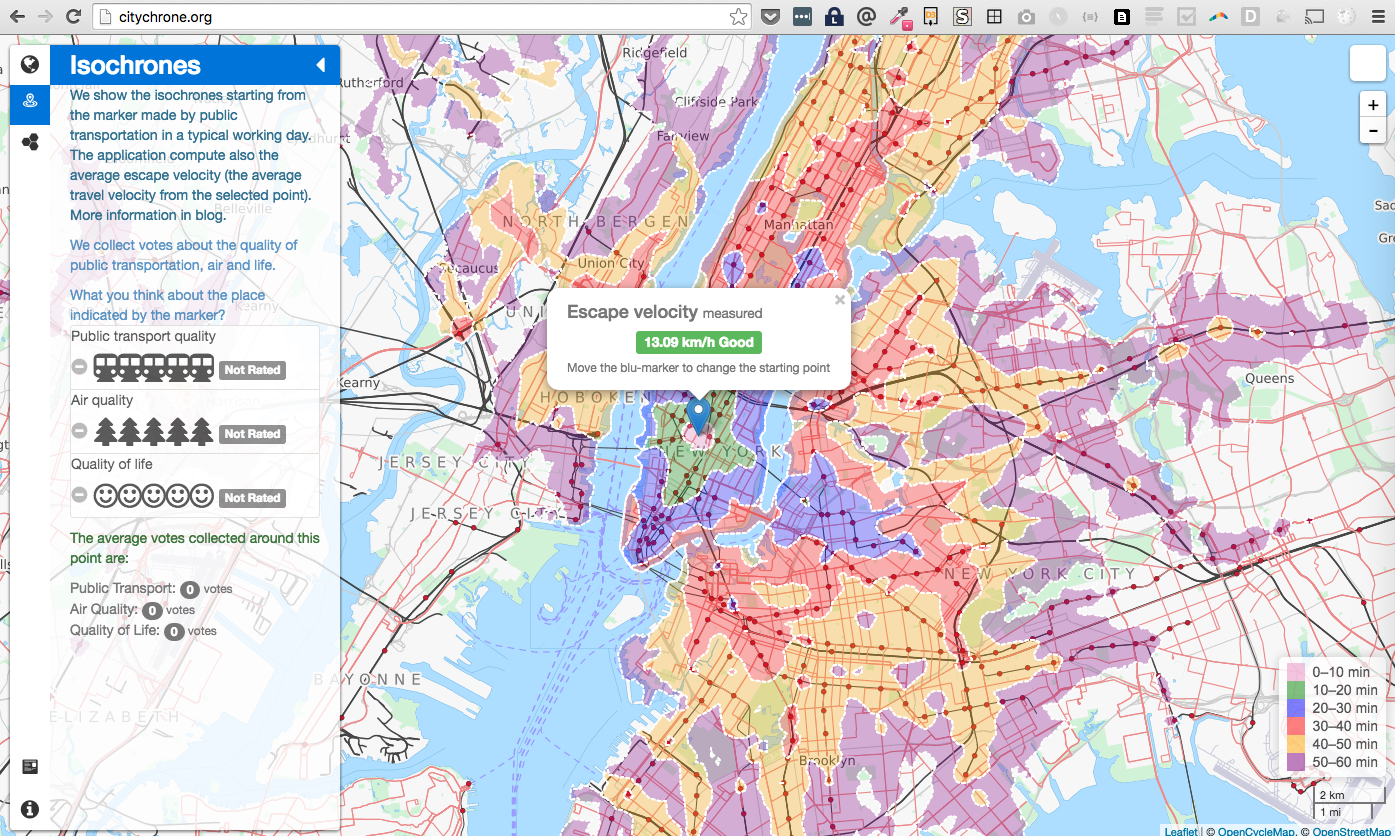 citychrone.org
Isochrones
We show the isochrones starting from
the marker made by public
transportation in a typical working day.
The application compute also the
average escape velocity (the average
travel velocity from the selected point).
More information in blog.
We collect votes about the quality of
public transportation, air and life.
What you think about the place
indicated by the marker?
Public transport quality
Not Rated
Air quality
Not Rated
Quality of life
Not Rated
The average votes collected around this
point are:
Public Transport: 0 votes
Air Quality: 0 votes
Quality of Life: 0 votes
Escape velocity measured
×
13.09 km/h Good
Move the blu-marker to change the starting point
Ridgefield
Rutherford
Cliffside Park
Fairview
Belleville
NORTH BERGEN
Manhattan
Secaucus
Union City
UNI
Kearny
Kearny
HOBOKEN
Queens
NEW YORK
JERSEY CITY
JERSEY CITY
NEW YORK CITY
BAYONNE
ELIZABETH
Brooklyn
+
-
0–10 min
10–20 min
20–30 min
30–40 min
40–50 min
50–60 min
2 km
1 mi
Leaflet | © OpenCycleMap, © OpenStreetMap